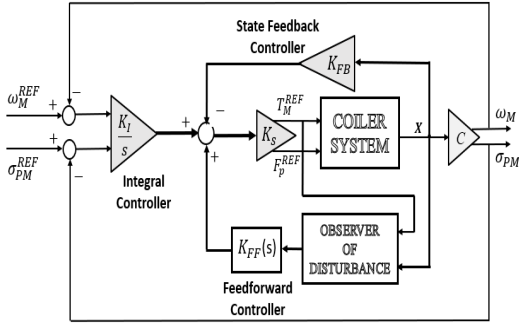 State Feedback
Controller
− 
ω_M^REF
+
K_FB
T_M^REF
−
K_I
s
+
K_s
COILER
SYSTEM
X
C
ω_M
+
σ_PM^REF
−
Integral
Controller
+
F_p^REF
σ_PM
K_FF(s)
OBSERVER
OF
DISTURBANCE
Feedforward
Controller